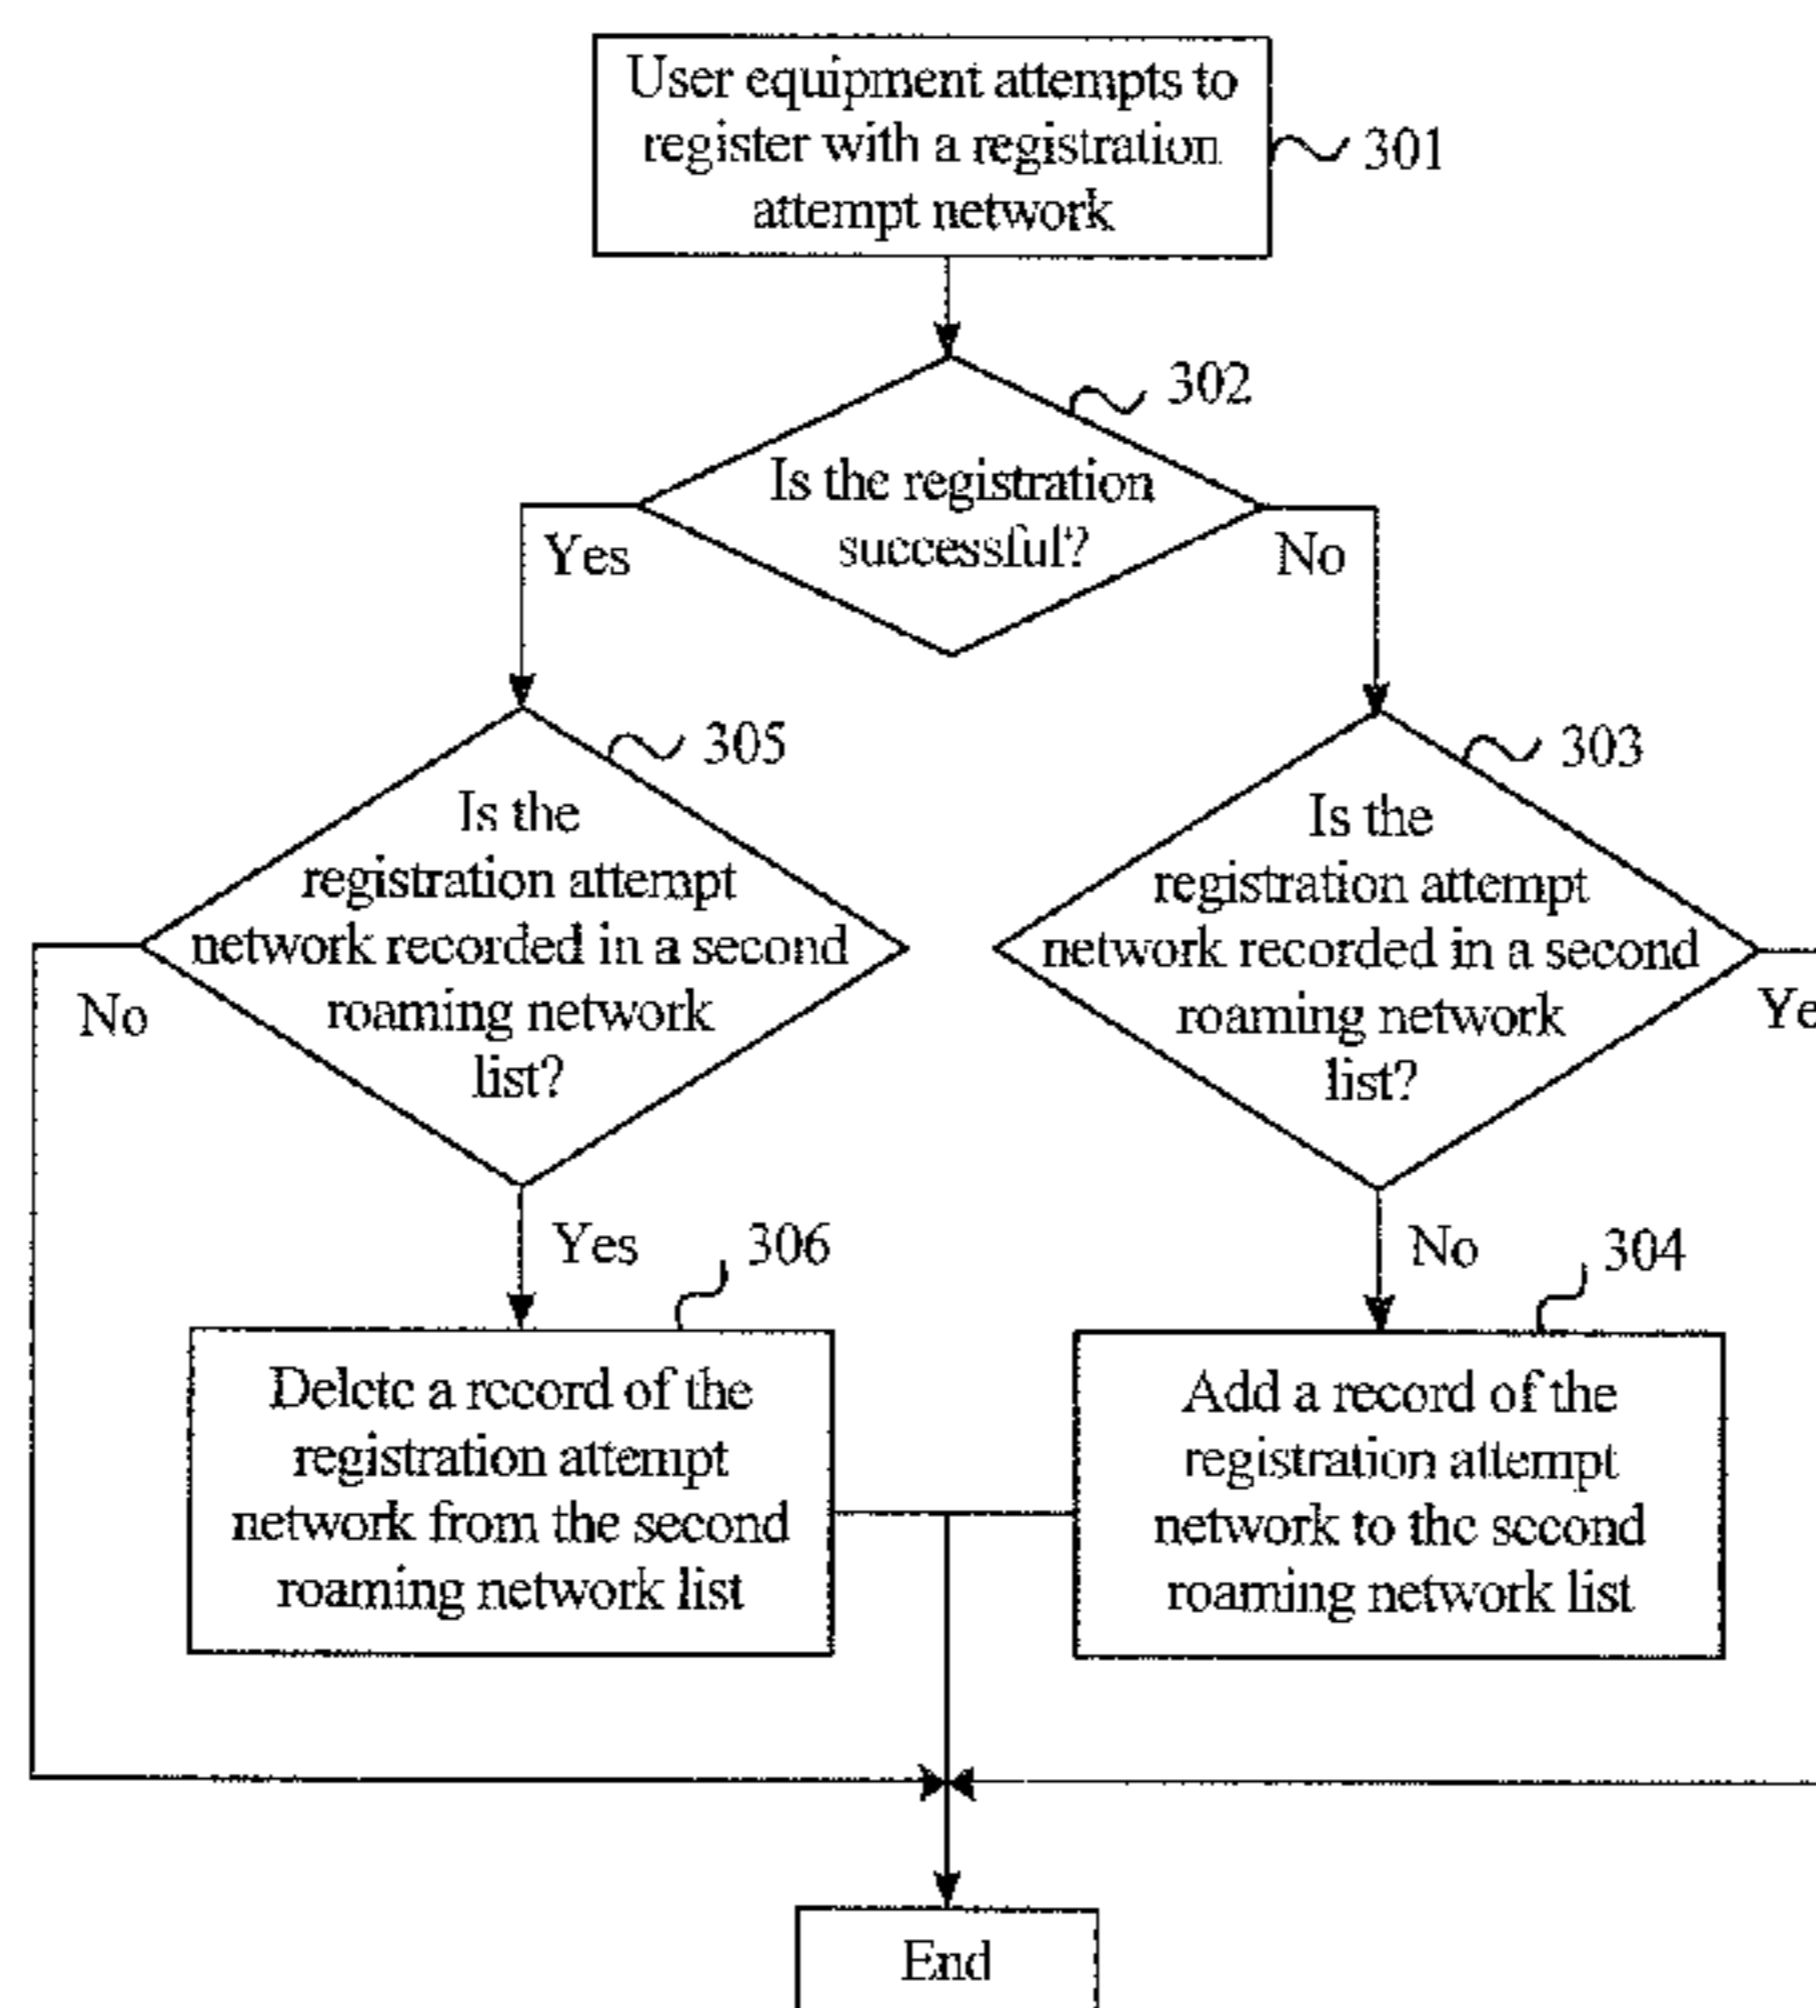 User equipment attempts to
register with a registration
attempt network
301
302
Is the registration
successful?
Yes
No
305
303
Is the
registration attempt
network recorded in a second
roaming network
list?
Is the
registration attempt
network recorded in a second
roaming network
list?
No
Ye
Yes
306
No
304
Delete a record of the
registration attempt
network from the second
roaming network list
Add a record of the
registration attempt
network to the second
roaming network list
End